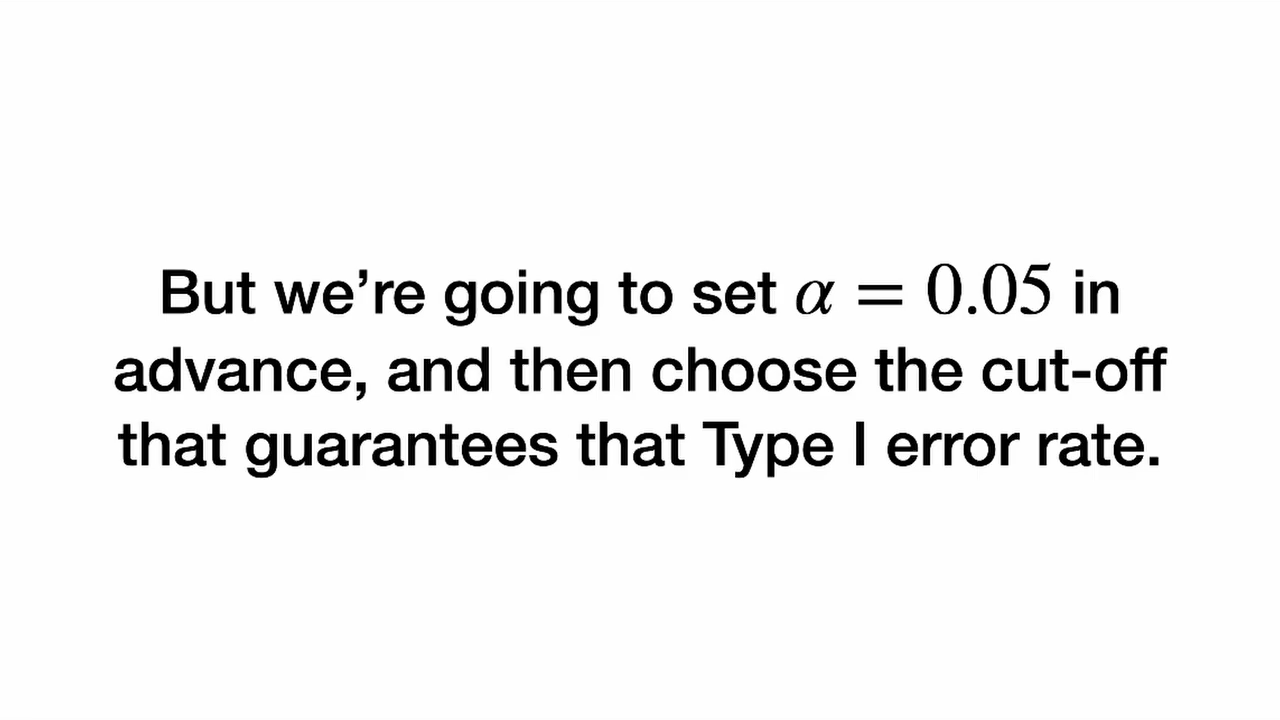 But we’re going to set α = 0.05 in
advance, and then choose the cut-off
that guarantees that Type I error rate.